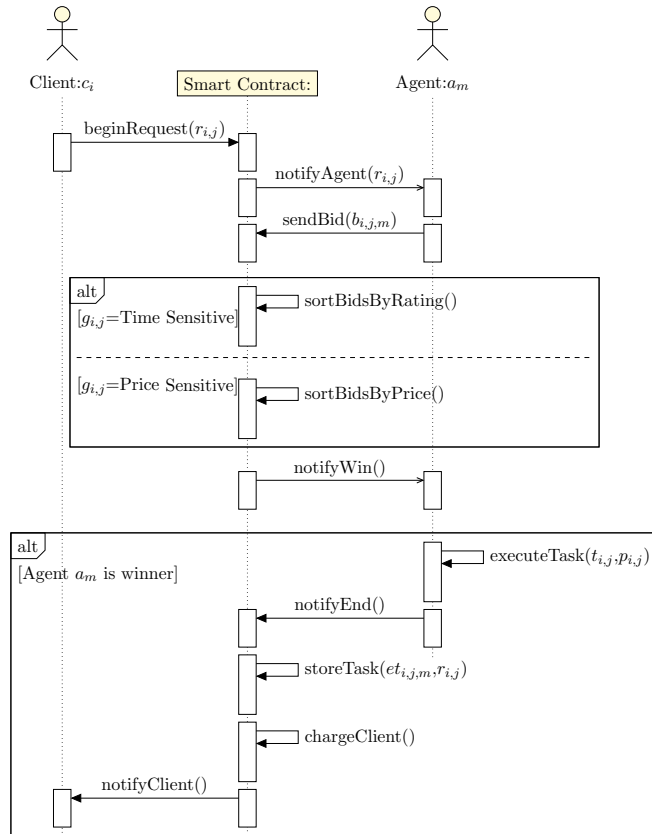 Client:c_i
Smart Contract:
Agent:a_m
beginRequest(r_{i,j})
notifyAgent(r_{i,j})
sendBid(b_{i,j,m})
alt
sortBidsByRating()
[g_{i,j}=Time Sensitive]
[g_{i,j}=Price Sensitive]
sortBidsByPrice()
notifyWin()
alt
executeTask(t_{i,j},p_{i,j})
[Agent a_m is winner]
notifyEnd()
storeTask(et_{i,j,m},r_{i,j})
chargeClient()
notifyClient()